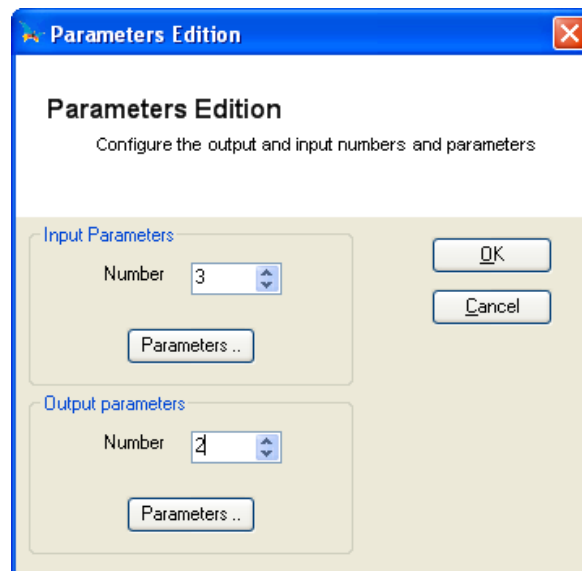 Parameters Edition
Parameters Edition
Configure the output and input numbers and parameters
Input Parameters
Number 3
Parameters ..
OK
Cancel
Output parameters
Number 2
Parameters ..